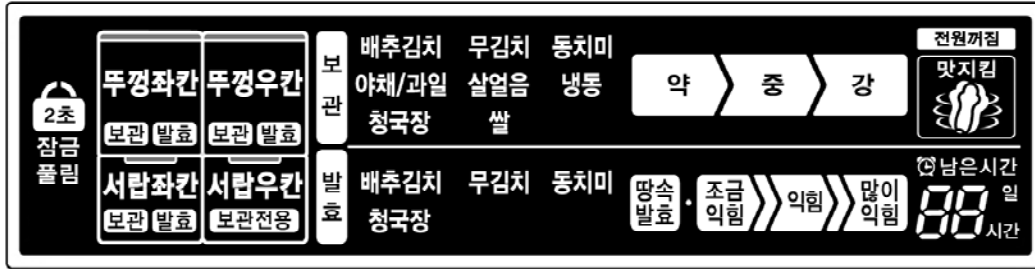 2초
잠금
풀림
뚜껑좌칸 뚜껑우칸
보관 발효 보관 발효
서랍좌칸 서랍우칸
보관 발효 보관전용
보관
배추김치 무김치 동치미
야채/과일 살얼음 냉동
청국장 쌀
약 중 강
전원꺼짐
맛지킴
발효
배추김치 무김치 동치미
청국장
땅속발효 · 조금익힘 익힘 많이익힘
남은시간
88 일
시간